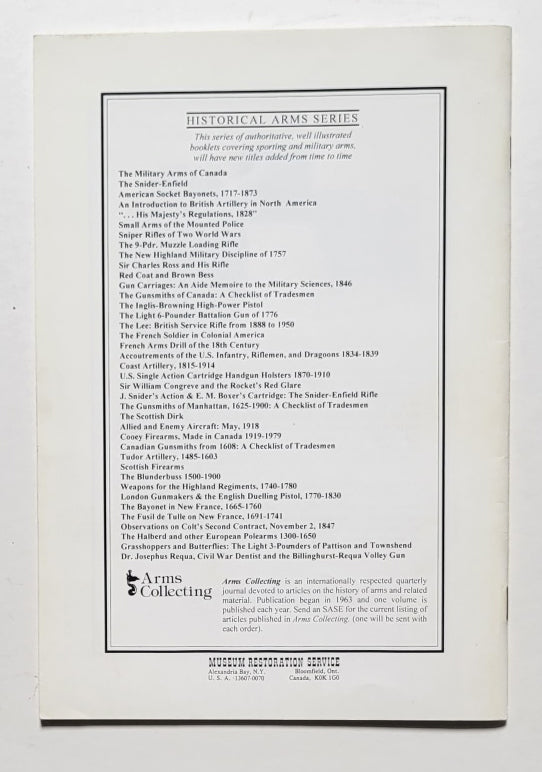 HISTORICAL ARMS SERIES
This series of authoritative, well illustrated
booklets covering sporting and military arms,
will have new titles added from time to time
The Military Arms of Canada
The Snider-Enfield
American Socket Bayonets, 1717-1873
An Introduction to British Artillery in North America
"... His Majesty's Regulations, 1828"
Small Arms of the Mounted Police
Sniper Rifles of Two World Wars
The 9-Pdr. Muzzle Loading Rifle
The New Highland Military Discipline of 1757
Sir Charles Ross and His Rifle
Red Coat and Brown Bess
Gun Carriages: An Aide Memoire to the Military Sciences, 1846
The Gunsmiths of Canada: A Checklist of Tradesmen
The Inglis-Browning High-Power Pistol
The Light 6-Pounder Battalion Gun of 1776
The Lee: British Service Rifle from 1888 to 1950
The French Soldier in Colonial America
French Arms Drill of the 18th Century
Accoutrements of the U.S. Infantry, Riflemen, and Dragoons 1834-1839
Coast Artillery, 1815-1914
U.S. Single Action Cartridge Handgun Holsters 1870-1910
Sir William Congreve and the Rocket's Red Glare
J. Snider's Action & E. M. Boxer's Cartridge: The Snider-Enfield Rifle
The Gunsmiths of Manhattan, 1625-1900: A Checklist of Tradesmen
The Scottish Dirk
Allied and Enemy Aircraft: May, 1918
Cooey Firearms, Made in Canada 1919-1979
Canadian Gunsmiths from 1608: A Checklist of Tradesmen
Tudor Artillery, 1485-1603
Scottish Firearms
The Blunderbuss 1500-1900
Weapons for the Highland Regiments, 1740-1780
London Gunmakers & the English Duelling Pistol, 1770-1830
The Bayonet in New France, 1665-1760
The Fusil de Tulle on New France, 1691-1741
Observations on Colt's Second Contract, November 2, 1847
The Halberd and other European Polearms 1300-1650
Grasshoppers and Butterflies: The Light 3-Pounders of Pattison and Townshend
Dr. Josephus Requa, Civil War Dentist and the Billinghurst-Requa Volley Gun
Arms
Collecting
Arms Collecting is an internationally respected quarterly
journal devoted to articles on the history of arms and related
material. Publication began in 1963 and one volume is
published each year. Send an SASE for the current listing of
articles published in Arms Collecting. (one will be sent with
each order).
MUSEUM RESTORATION SERVICE
Alexandria Bay, N.Y. Bloomfield, Ont.
U. S. A. 13607-0070 Canada, K0K 1G0